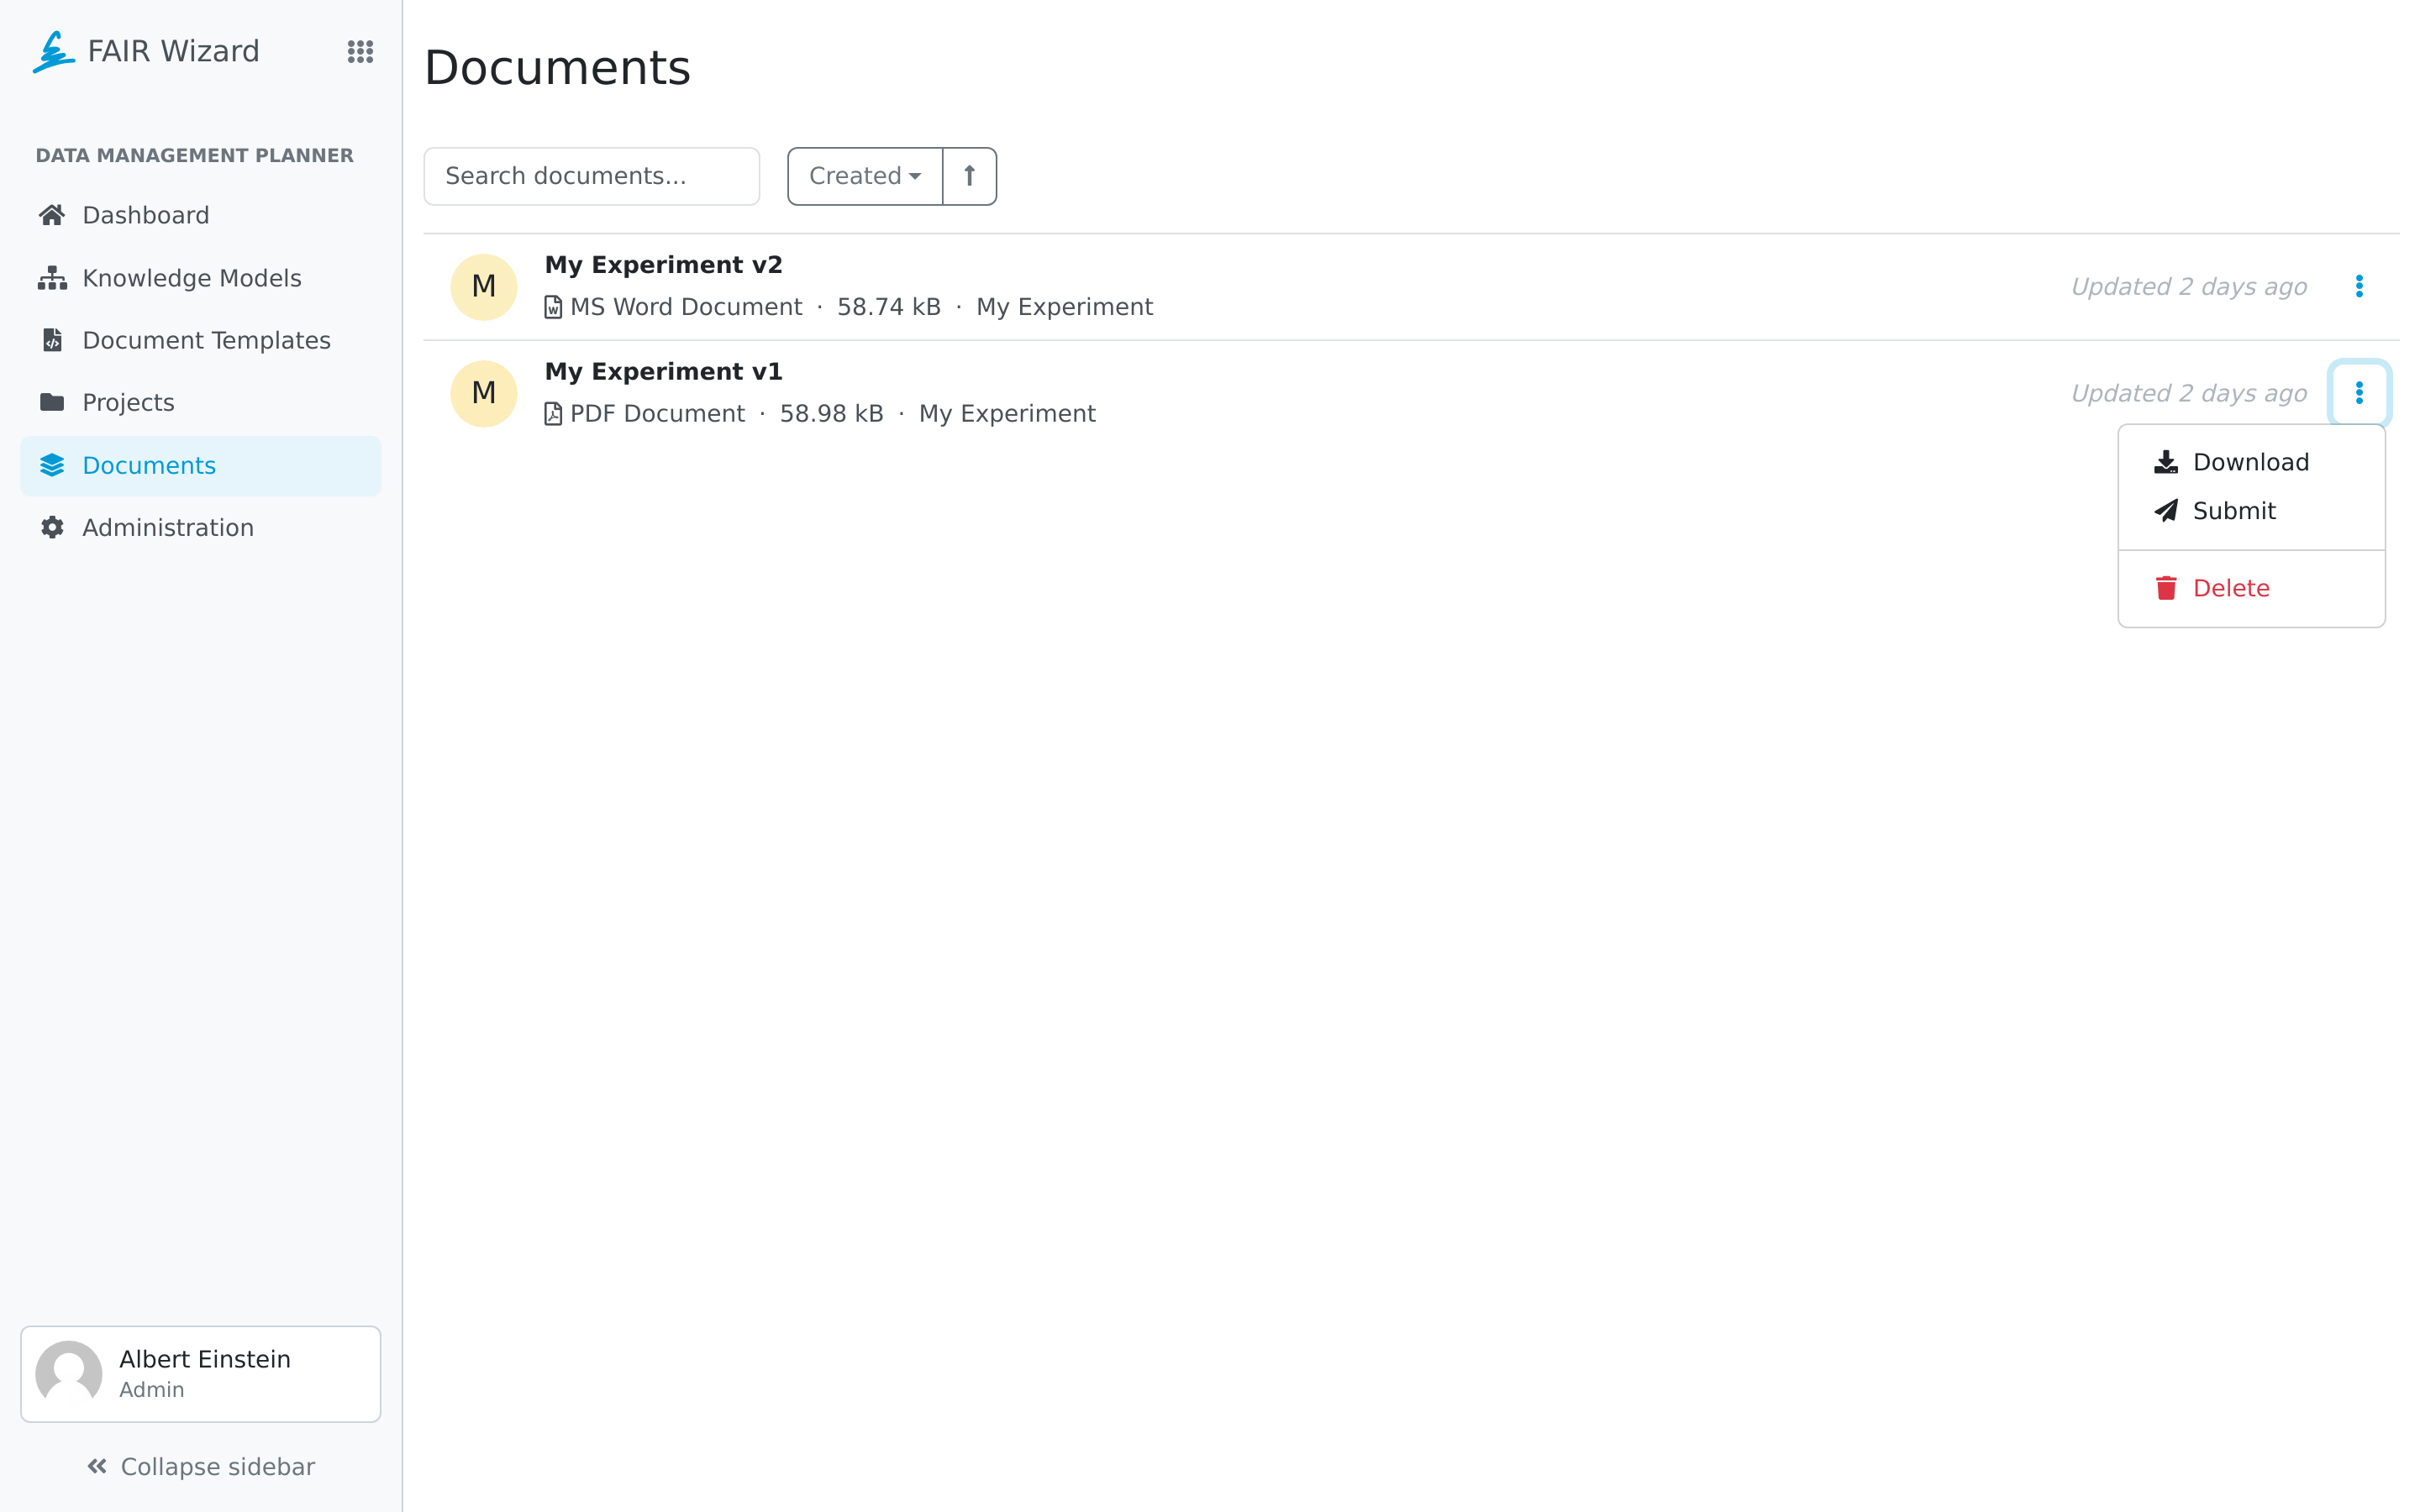 FAIR Wizard
DATA MANAGEMENT PLANNER
Dashboard
Knowledge Models
Document Templates
Projects
Documents
Administration
Albert Einstein
Admin
Collapse sidebar
Documents
Search documents...
Created
M
My Experiment v2
MS Word Document · 58.74 kB · My Experiment
Updated 2 days ago
M
My Experiment v1
PDF Document · 58.98 kB · My Experiment
Updated 2 days ago
Download
Submit
Delete